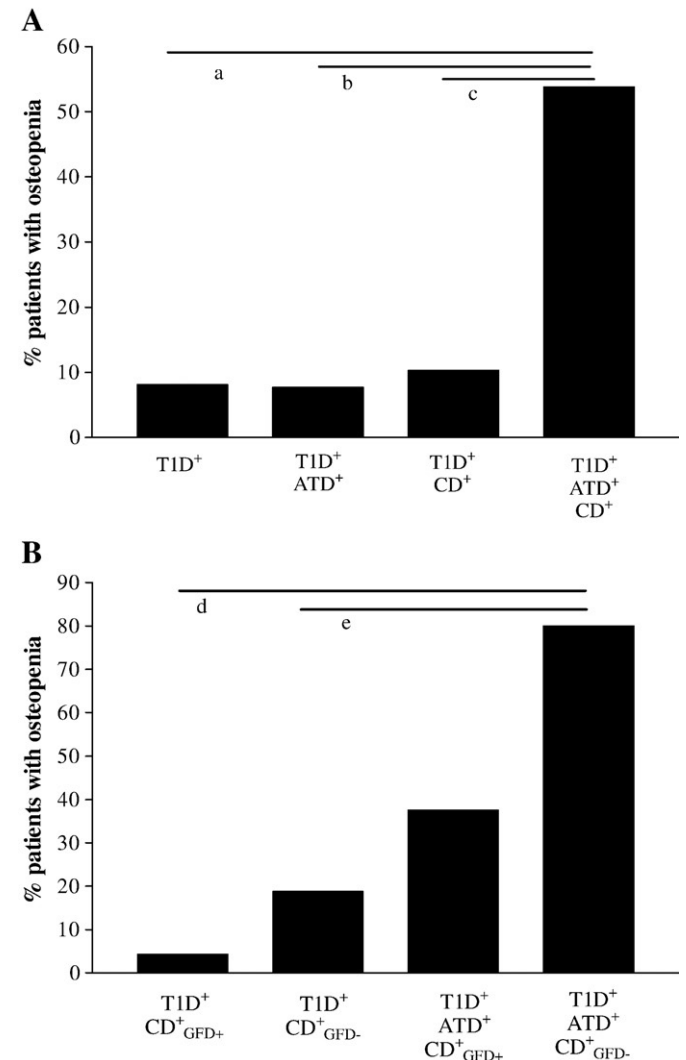 A
% patients with osteopenia
60
50
40
30
20
10
0
a
b
c
T1D⁺
T1D⁺
ATD⁺
T1D⁺
CD⁺
T1D⁺
ATD⁺
CD⁺
B
% patients with osteopenia
90
80
70
60
50
40
30
20
10
0
d
e
T1D⁺
CD⁺GFD+
T1D⁺
CD⁺GFD-
T1D⁺
ATD⁺
CD⁺GFD+
T1D⁺
ATD⁺
CD⁺GFD-